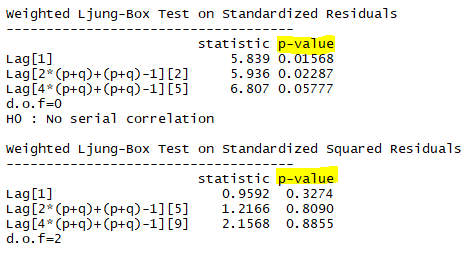 Weighted Ljung-Box Test on Standardized Residuals
------------------------------------
statistic p-value
Lag[1] 5.839 0.01568
Lag[2*(p+q)+(p+q)-1][2] 5.936 0.02287
Lag[4*(p+q)+(p+q)-1][5] 6.807 0.05777
d.o.f=0
H0 : No serial correlation
Weighted Ljung-Box Test on Standardized Squared Residuals
------------------------------------
statistic p-value
Lag[1] 0.9592 0.3274
Lag[2*(p+q)+(p+q)-1][5] 1.2166 0.8090
Lag[4*(p+q)+(p+q)-1][9] 2.1568 0.8855
d.o.f=2